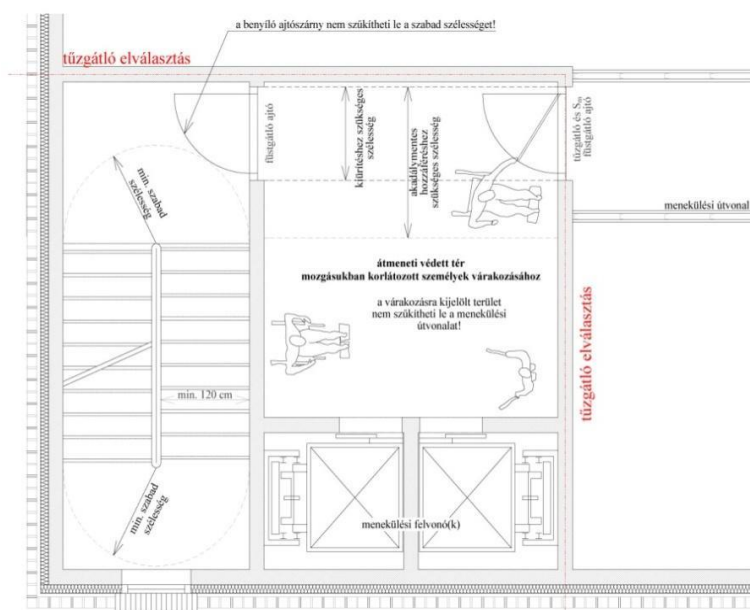 a benyíló ajtószárny nem szűkítheti le a szabad szélességet!
tűzgátló elválasztás
füstgátló ajtó
kiürítéshez szükséges
szélesség
akadálymentes
hozzáféréshez
szükséges szélesség
tűzgátló és Sm
füstgátló ajtó
min. szabad
szélesség
menekülési útvonal
átmeneti védett tér
mozgásukban korlátozott személyek várakozásához
a várakozásra kijelölt terület
nem szűkítheti le a menekülési
útvonalat!
tűzgátló elválasztás
min. 120 cm
min. szabad
szélesség
menekülési felvonó(k)